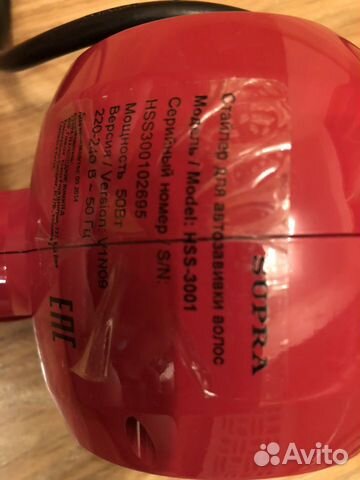 SUPRA
Стайлер для автозавивки волос
Модель / Model: HSS-3001
Серийный номер / S/N:
HSS300102695
Мощность 50Вт
Версия / Version: V1N09
220-240 В ~ 50 Гц
EAC
Avito